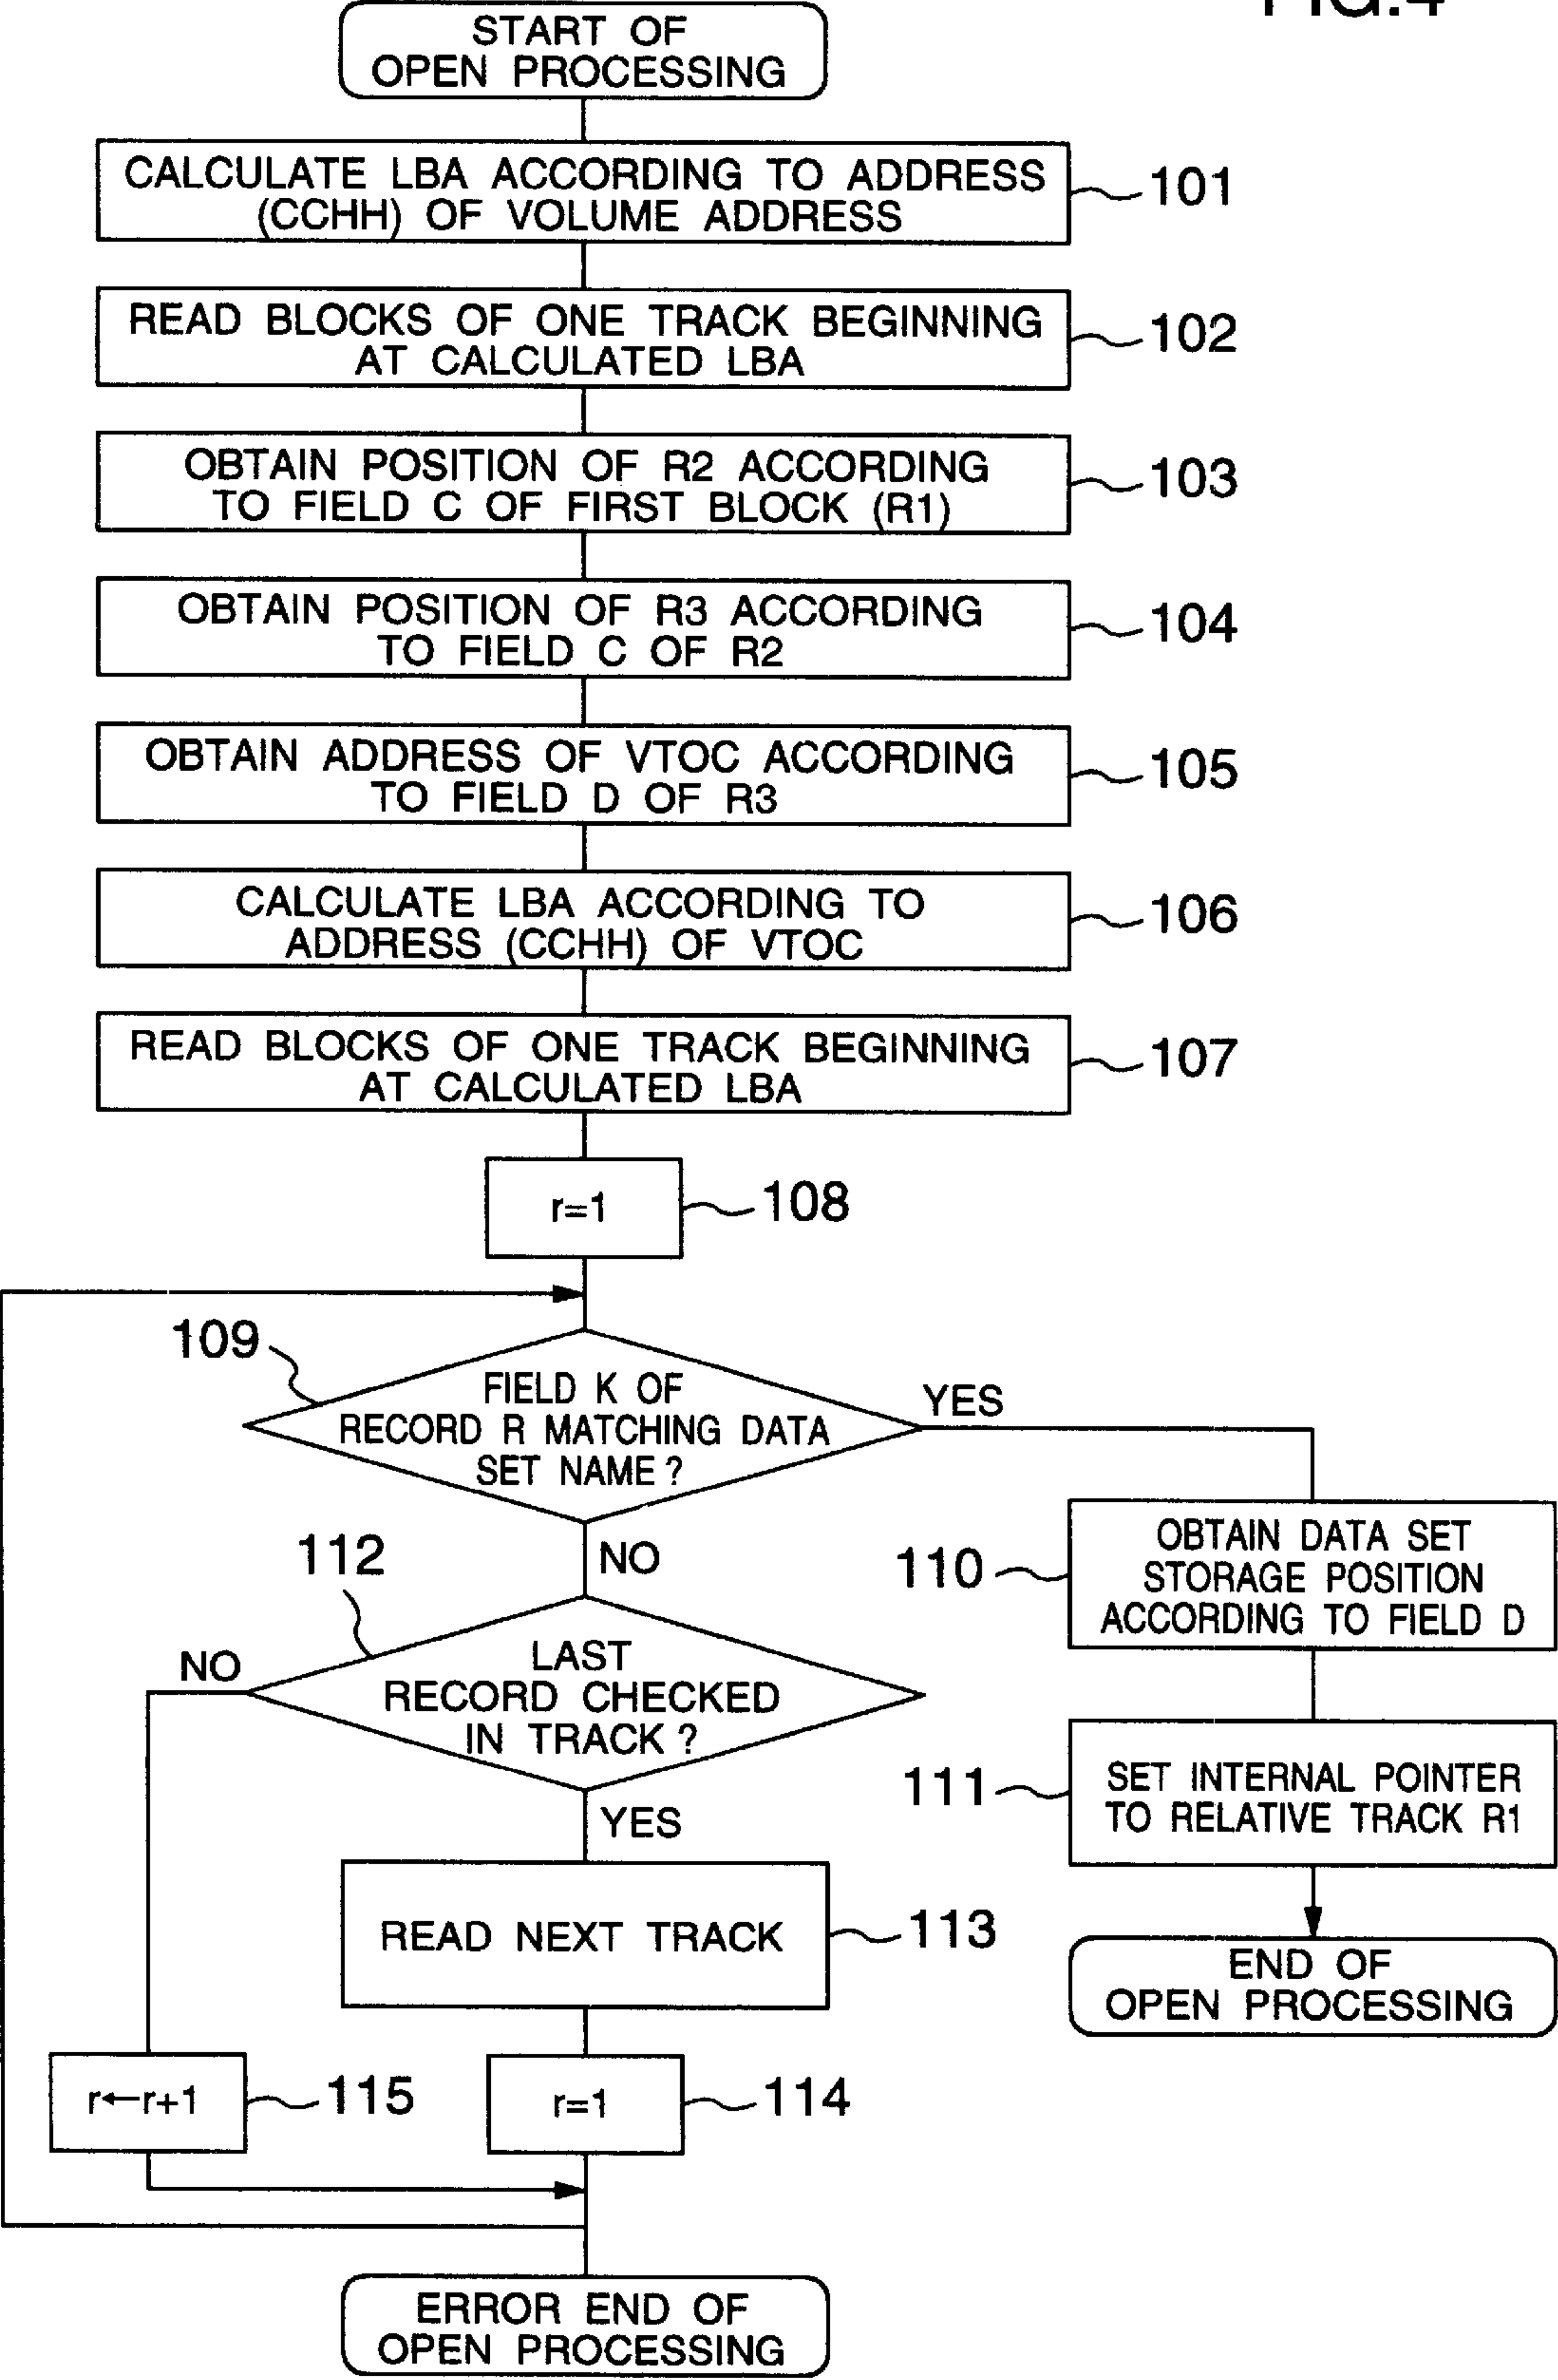 FIG.4
START OF
OPEN PROCESSING
CALCULATE LBA ACCORDING TO ADDRESS
(CCHH) OF VOLUME ADDRESS
101
READ BLOCKS OF ONE TRACK BEGINNING
AT CALCULATED LBA
102
OBTAIN POSITION OF R2 ACCORDING
TO FIELD C OF FIRST BLOCK (R1)
103
OBTAIN POSITION OF R3 ACCORDING
TO FIELD C OF R2
104
OBTAIN ADDRESS OF VTOC ACCORDING
TO FIELD D OF R3
105
CALCULATE LBA ACCORDING TO
ADDRESS (CCHH) OF VTOC
106
READ BLOCKS OF ONE TRACK BEGINNING
AT CALCULATED LBA
107
r=1
108
109
FIELD K OF
RECORD R MATCHING DATA
SET NAME?
YES
NO
110
OBTAIN DATA SET
STORAGE POSITION
ACCORDING TO FIELD D
112
LAST
RECORD CHECKED
IN TRACK?
NO
YES
111
SET INTERNAL POINTER
TO RELATIVE TRACK R1
READ NEXT TRACK
113
END OF
OPEN PROCESSING
r←r+1
115
r=1
114
ERROR END OF
OPEN PROCESSING